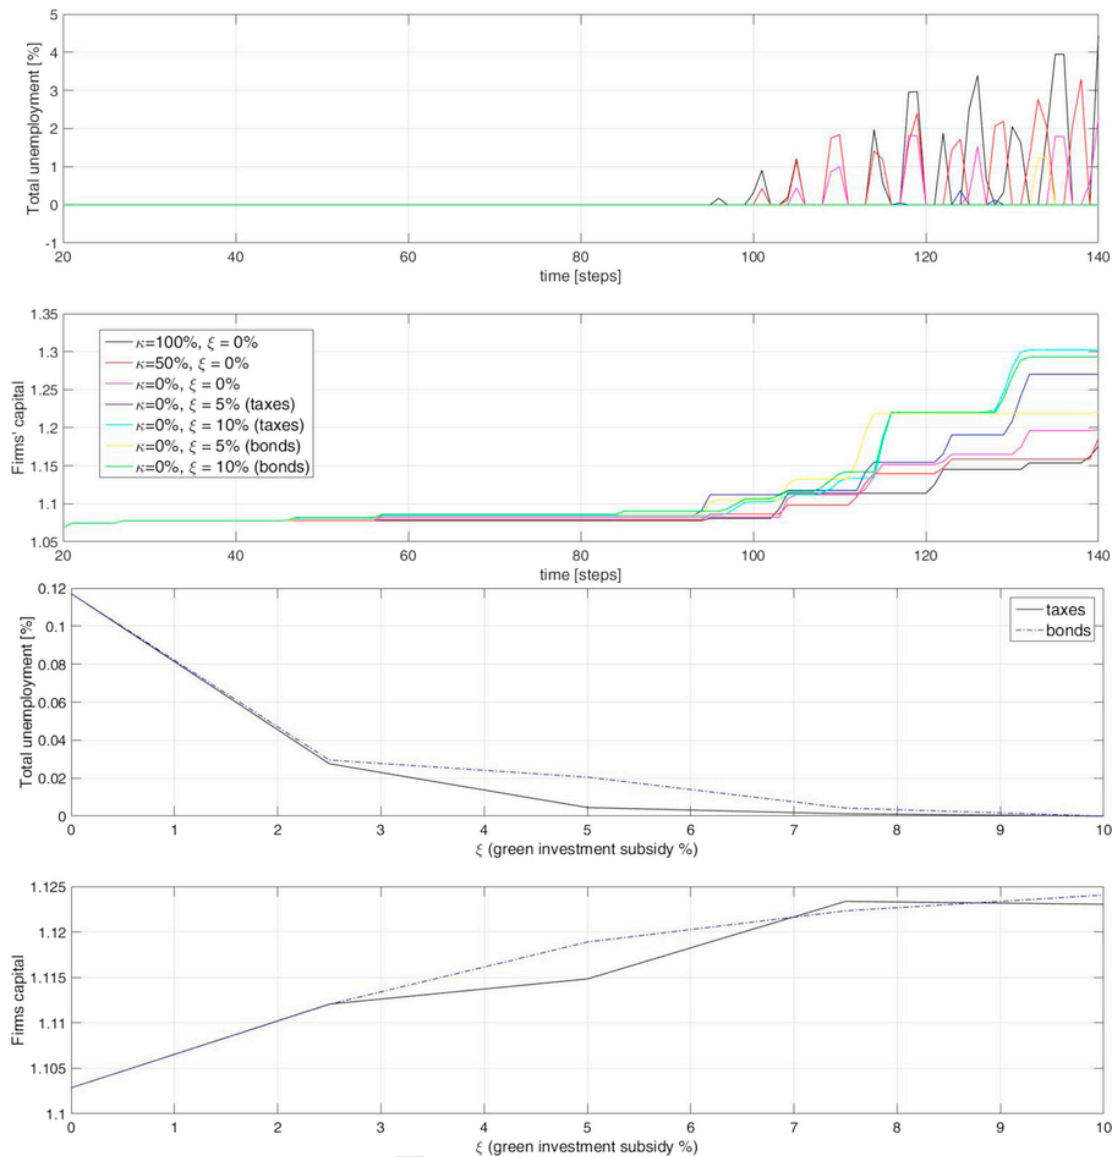 5
4
3
2
1
0
-1
Total unemployment [%]
20 40 60 80 100 120 140
time [steps]
1.35
1.3
1.25
1.2
1.15
1.1
1.05
Firms' capital
κ=100%, ξ = 0%
κ=50%, ξ = 0%
κ=0%, ξ = 0%
κ=0%, ξ = 5% (taxes)
κ=0%, ξ = 10% (taxes)
κ=0%, ξ = 5% (bonds)
κ=0%, ξ = 10% (bonds)
20 40 60 80 100 120 140
time [steps]
0.12
0.1
0.08
0.06
0.04
0.02
0
Total unemployment [%]
taxes
bonds
0 1 2 3 4 5 6 7 8 9 10
ξ (green investment subsidy %)
1.125
1.12
1.115
1.11
1.105
1.1
Firms capital
0 1 2 3 4 5 6 7 8 9 10
ξ (green investment subsidy %)